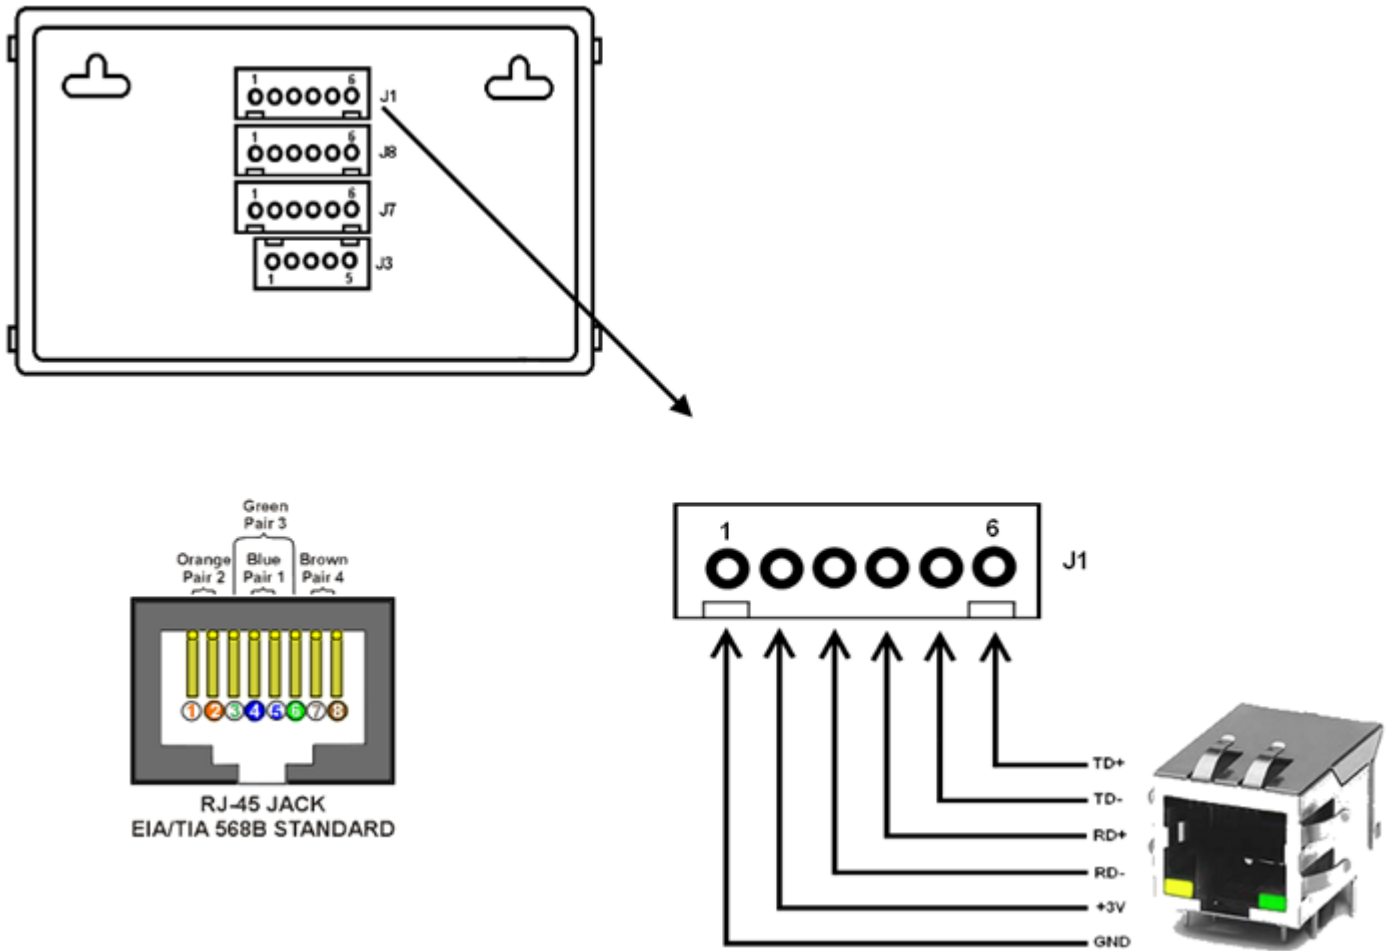 1 6
J1
1 6
J8
1 6
J7
J3
1 5
Green
Pair 3
Orange Blue Brown
Pair 2 Pair 1 Pair 4
1 2 3 4 5 6 7 8
RJ-45 JACK
EIA/TIA 568B STANDARD
1 6
J1
TD+
TD-
RD+
RD-
+3V
GND